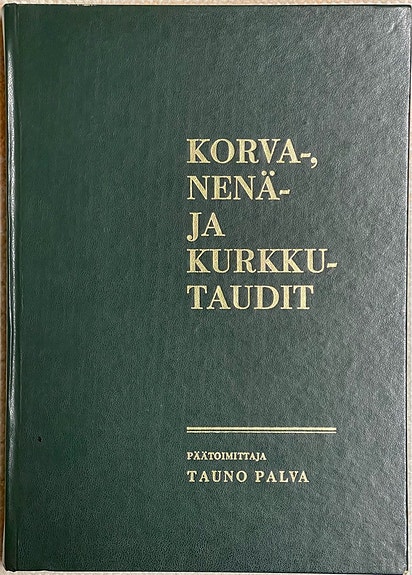 KORVA-,
NENÄ-
JA
KURKKU-
TAUDIT
PÄÄTOIMITTAJA
TAUNO PALVA